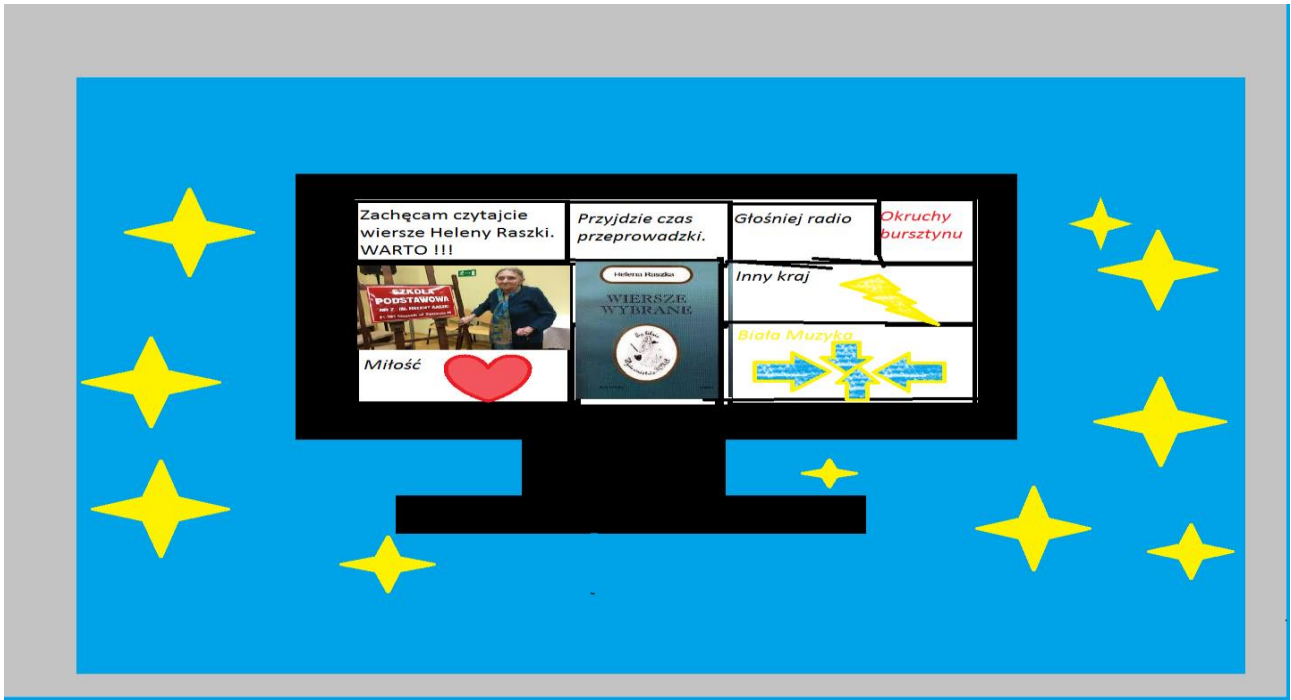 Zachęcam czytajcie
wiersze Heleny Raszki.
WARTO !!!
Przyjdzie czas
przeprowadzki.
Głośniej radio
Okruchy
bursztynu
SZKOŁA
PODSTAWOWA
Helena Raszka
WIERSZE
WYBRANE
Inny kraj
Biała Muzyka
Miłość